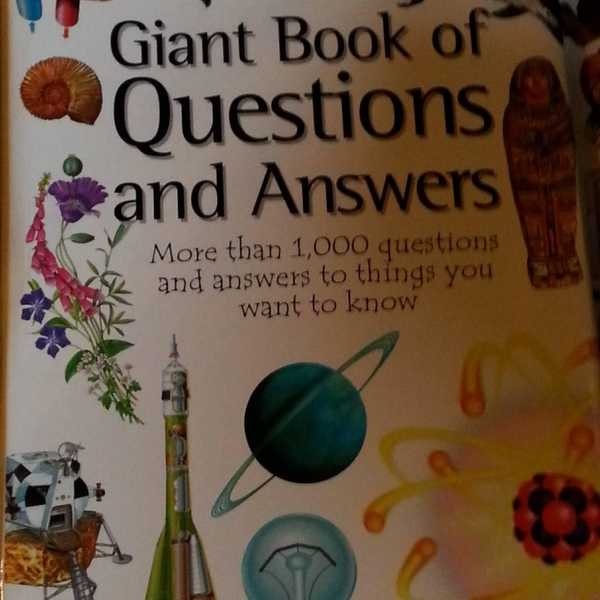 Giant Book of
Questions
and Answers
More than 1,000 questions
and answers to things you
want to know